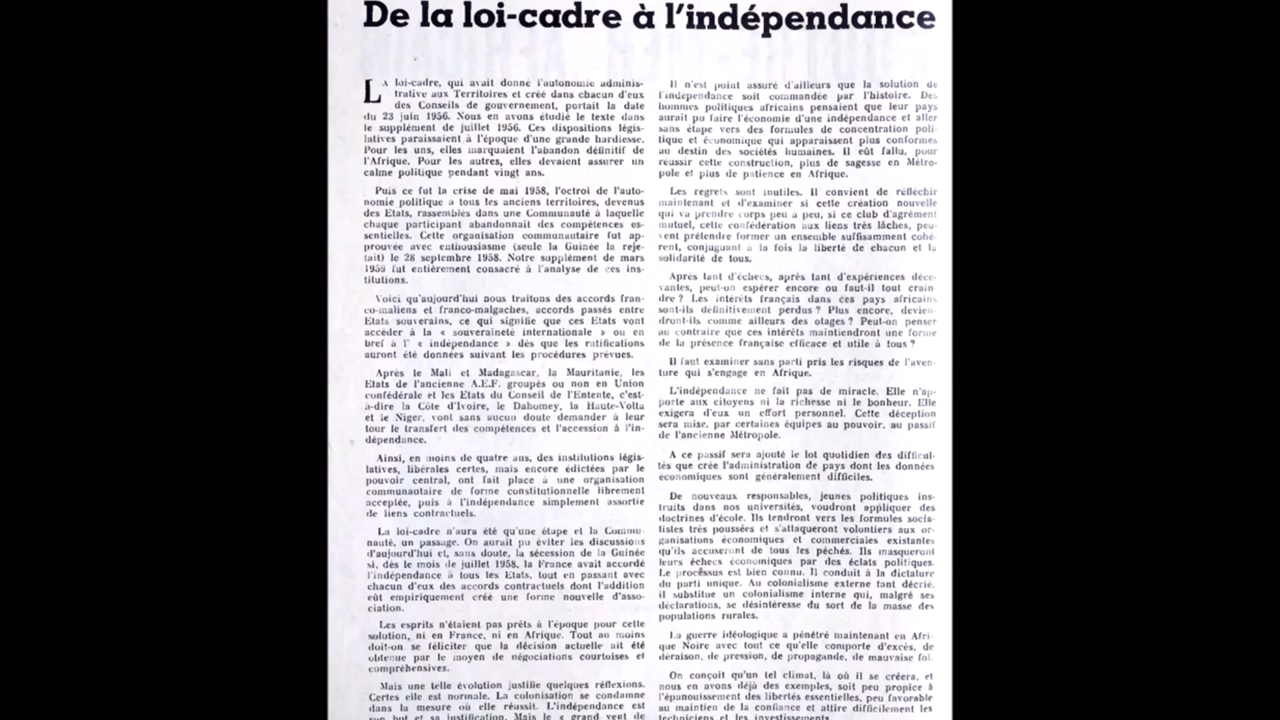 De la loi-cadre à l'indépendance
LA loi-cadre, qui avait donné l'autonomie adminis-
trative aux Territoires et créé dans chacun d'eux
des Conseils de gouvernement, portait la date
du 23 juin 1956. Nous en avons étudié le texte dans
le supplément de juillet 1956. Ces dispositions légis-
latives paraissaient à l'époque d'une grande hardiesse.
Pour les uns, elles marquaient l'abandon définitif de
l'Afrique. Pour les autres, elles devaient assurer un
calme politique pendant vingt ans.
Puis ce fut la crise de mai 1958, l'octroi de l'auto-
nomie politique a tous les anciens territoires, devenus
des Etats, rassemblés dans une Communauté à laquelle
chaque participant abandonnait des compétences es-
sentielles. Cette organisation communautaire fut ap-
prouvée avec enthousiasme (seule la Guinée la reje-
tait) le 28 septembre 1958. Notre supplément de mars
1959 fut entièrement consacré à l'analyse de ces ins-
titutions.
Voici qu'aujourd'hui nous traitons des accords fran-
co-maliens et franco-malgaches, accords passés entre
Etats souverains, ce qui signifie que ces Etats vont
accéder à la « souveraineté internationale » ou en
bref à l' « indépendance » dès que les ratifications
auront été données suivant les procédures prévues.
Après le Mali et Madagascar, la Mauritanie, les
Etats de l'ancienne A.E.F. groupés ou non en Union
confédérale et les Etats du Conseil de l'Entente, c'est-
à-dire la Côte d'Ivoire, le Dahomey, la Haute-Volta
et le Niger, vont sans aucun doute demander à leur
tour le transfert des compétences et l'accession à l'in-
dépendance.
Ainsi, en moins de quatre ans, des institutions légis-
latives, libérales certes, mais encore édictées par le
pouvoir central, ont fait place à une organisation
communautaire de forme constitutionnelle librement
acceptée, puis à l'indépendance simplement assortie
de liens contractuels.
La loi-cadre n'aura été qu'une étape et la Commu-
nauté, un passage. On aurait pu éviter les discussions
d'aujourd'hui et, sans doute, la sécession de la Guinée
si, dès le mois de juillet 1958, la France avait accordé
l'indépendance à tous les Etats, tout en passant avec
chacun d'eux des accords contractuels dont l'addition
eût empiriquement créé une forme nouvelle d'asso-
ciation.
Les esprits n'étaient pas prêts à l'époque pour cette
solution, ni en France, ni en Afrique. Tout au moins
doit-on se féliciter que la décision actuelle ait été
obtenue par le moyen de négociations courtoises et
compréhensives.
Mais une telle évolution justifie quelques réflexions.
Certes elle est normale. La colonisation se condamne
dans la mesure où elle réussit. L'indépendance est
son but et sa justification. Mais le « grand vent de
Il n'est point assuré d'ailleurs que la solution de
l'indépendance soit commandée par l'histoire. Des
hommes politiques africains pensaient que leur pays
aurait pu faire l'économie d'une indépendance et aller
sans étape vers des formules de concentration poli-
tique et économique qui apparaissent plus conformes
au destin des sociétés humaines. Il eût fallu, pour
réussir cette construction, plus de sagesse en Métro-
pole et plus de patience en Afrique.
Les regrets sont inutiles. Il convient de réfléchir
maintenant et d'examiner si cette création nouvelle
qui va prendre corps peu a peu, si ce club d'agrément
mutuel, cette confédération aux liens très lâches, peu-
vent prétendre former un ensemble suffisamment cohé-
rent, conjuguant à la fois la liberté de chacun et la
solidarité de tous.
Après tant d'échecs, après tant d'expériences déce-
vantes, peut-on espérer encore ou faut-il tout crain
dre ? Les intérêts français dans ces pays africains
sont-ils définitivement perdus ? Plus encore, devien-
dront-ils comme ailleurs des otages ? Peut-on penser
au contraire que ces intérêts maintiendront une forme
de la présence française efficace et utile à tous ?
Il faut examiner sans parti pris les risques de l'aven-
ture qui s'engage en Afrique.
L'indépendance ne fait pas de miracle. Elle n'ap-
porte aux citoyens ni la richesse ni le bonheur. Elle
exigera d'eux un effort personnel. Cette déception
sera mise, par certaines équipes au pouvoir, au passif
de l'ancienne Métropole.
A ce passif sera ajouté le lot quotidien des difficul-
tés que crée l'administration de pays dont les données
économiques sont généralement difficiles.
De nouveaux responsables, jeunes politiques ins-
truits dans nos universités, voudront appliquer des
doctrines d'école. Ils tendront vers les formules socia-
listes très poussées et s'attaqueront volontiers aux or-
ganisations économiques et commerciales existantes
qu'ils accuseront de tous les péchés. Ils masqueront
leurs échecs économiques par des éclats politiques.
Le processus est bien connu. Il conduit à la dictature
du parti unique. Au colonialisme externe tant décrié,
il substitue un colonialisme interne qui, malgré ses
déclarations, se désintéresse du sort de la masse des
populations rurales.
La guerre idéologique a pénétré maintenant en Afri-
que Noire avec tout ce qu'elle comporte d'excès, de
déraison, de pression, de propagande, de mauvaise foi.
On conçoit qu'un tel climat, là où il se créera, et
nous en avons déjà des exemples, soit peu propice à
l'épanouissement des libertés essentielles, peu favorable
au maintien de la confiance et attire difficilement les
techniciens et les investissements.